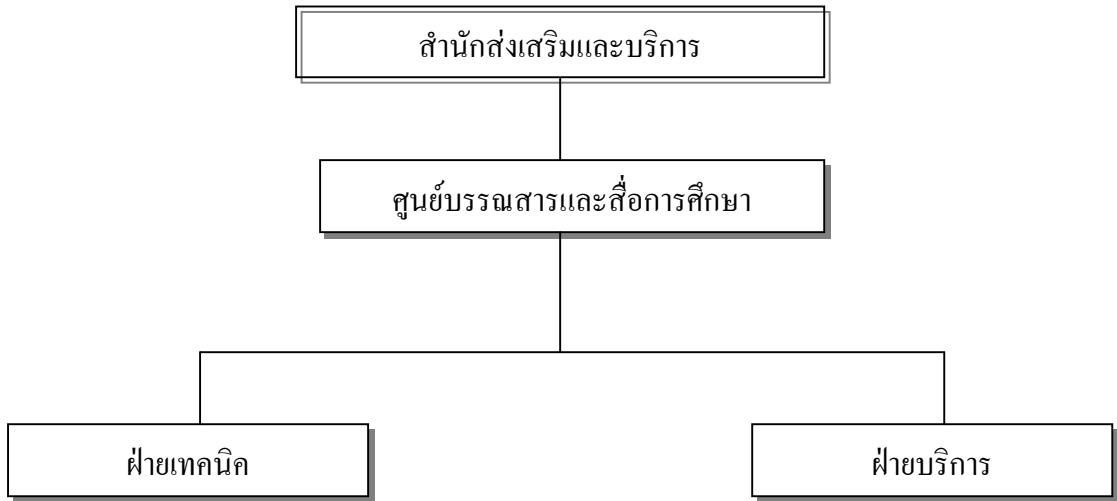 สำนักส่งเสริมและบริการ
ศูนย์บรรณสารและสื่อการศึกษา
ฝ่ายเทคนิค
ฝ่ายบริการ